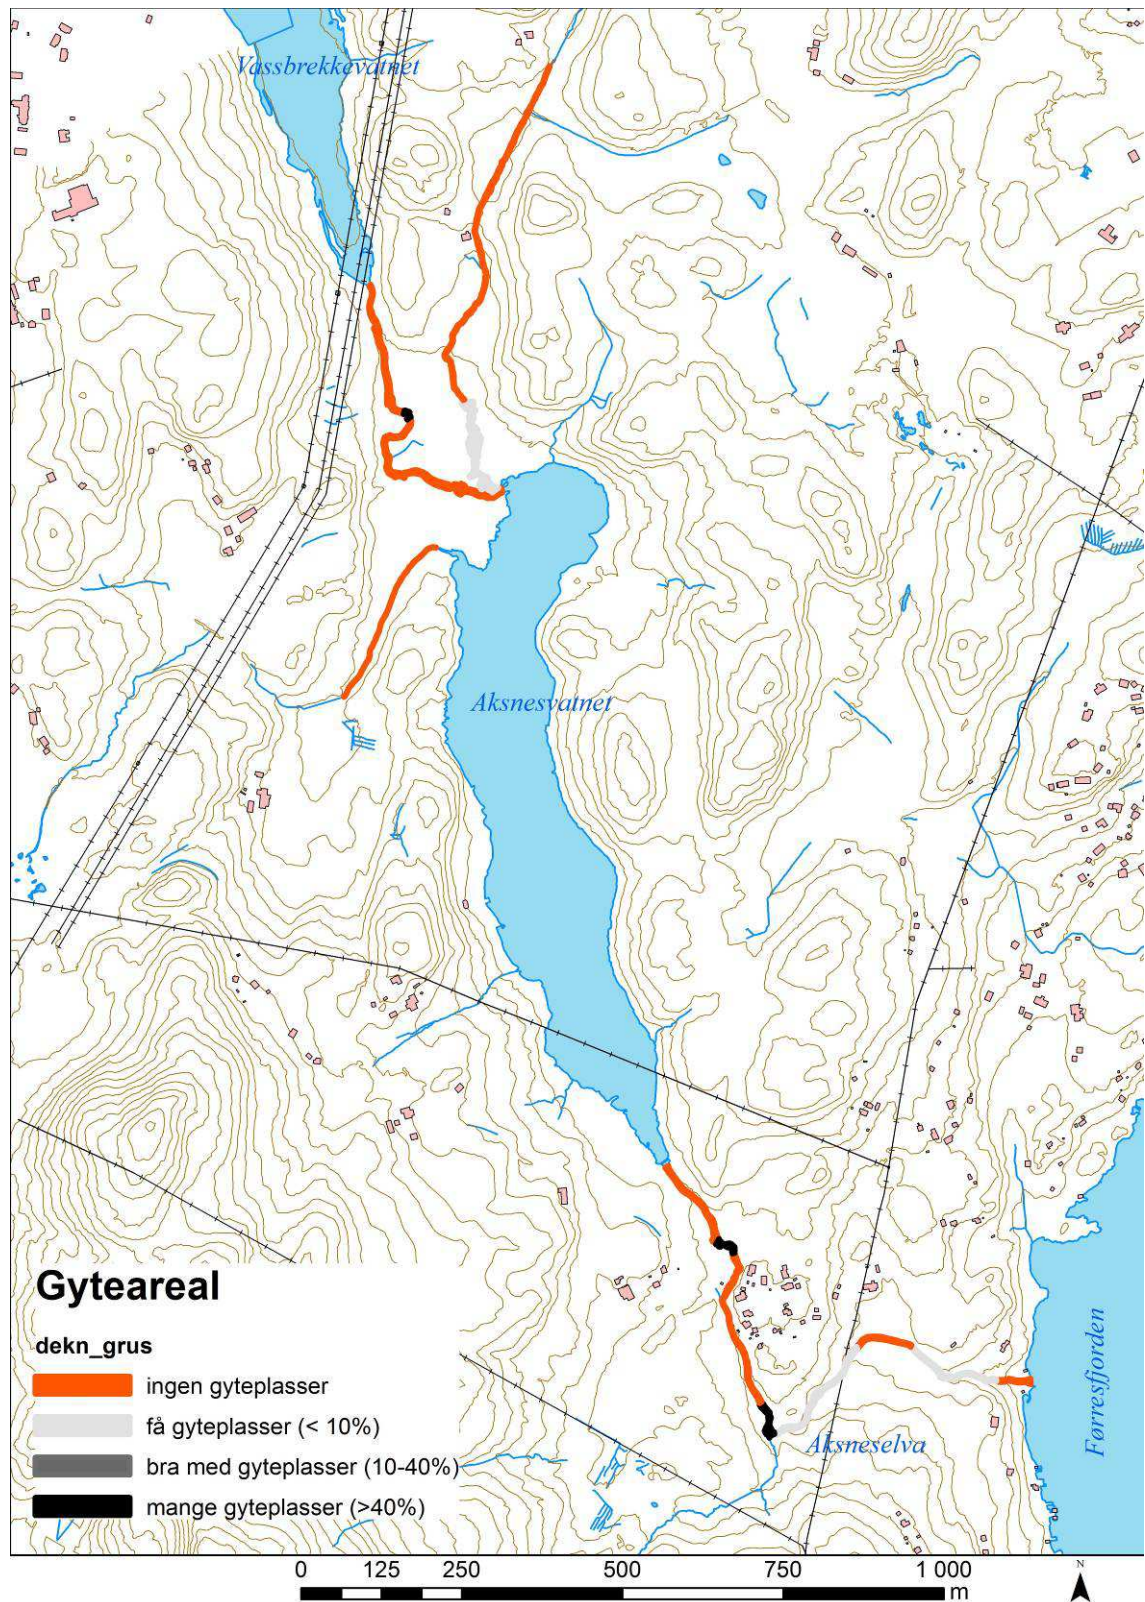 Vassbrekkevatnet
Aksnesvatnet
Førresfjorden
Aksneselva
Gyteareal
dekn_grus
ingen gyteplasser
få gyteplasser (< 10%)
bra med gyteplasser (10-40%)
mange gyteplasser (>40%)
0 125 250 500 750 1 000
m
N